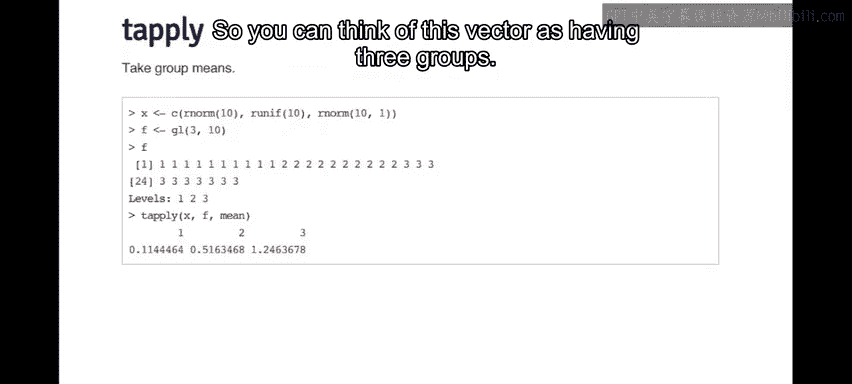 tapply So you can think of this vector as having
three groups.
Take group means.
> x <- c(rnorm(10), runif(10), rnorm(10, 1))
> f <- gl(3, 10)
> f
[1] 1 1 1 1 1 1 1 1 1 1 2 2 2 2 2 2 2 2 2 2 3 3 3
[24] 3 3 3 3 3 3 3
Levels: 1 2 3
> tapply(x, f, mean)
1 2 3
0.1144464 0.5163468 1.2463678